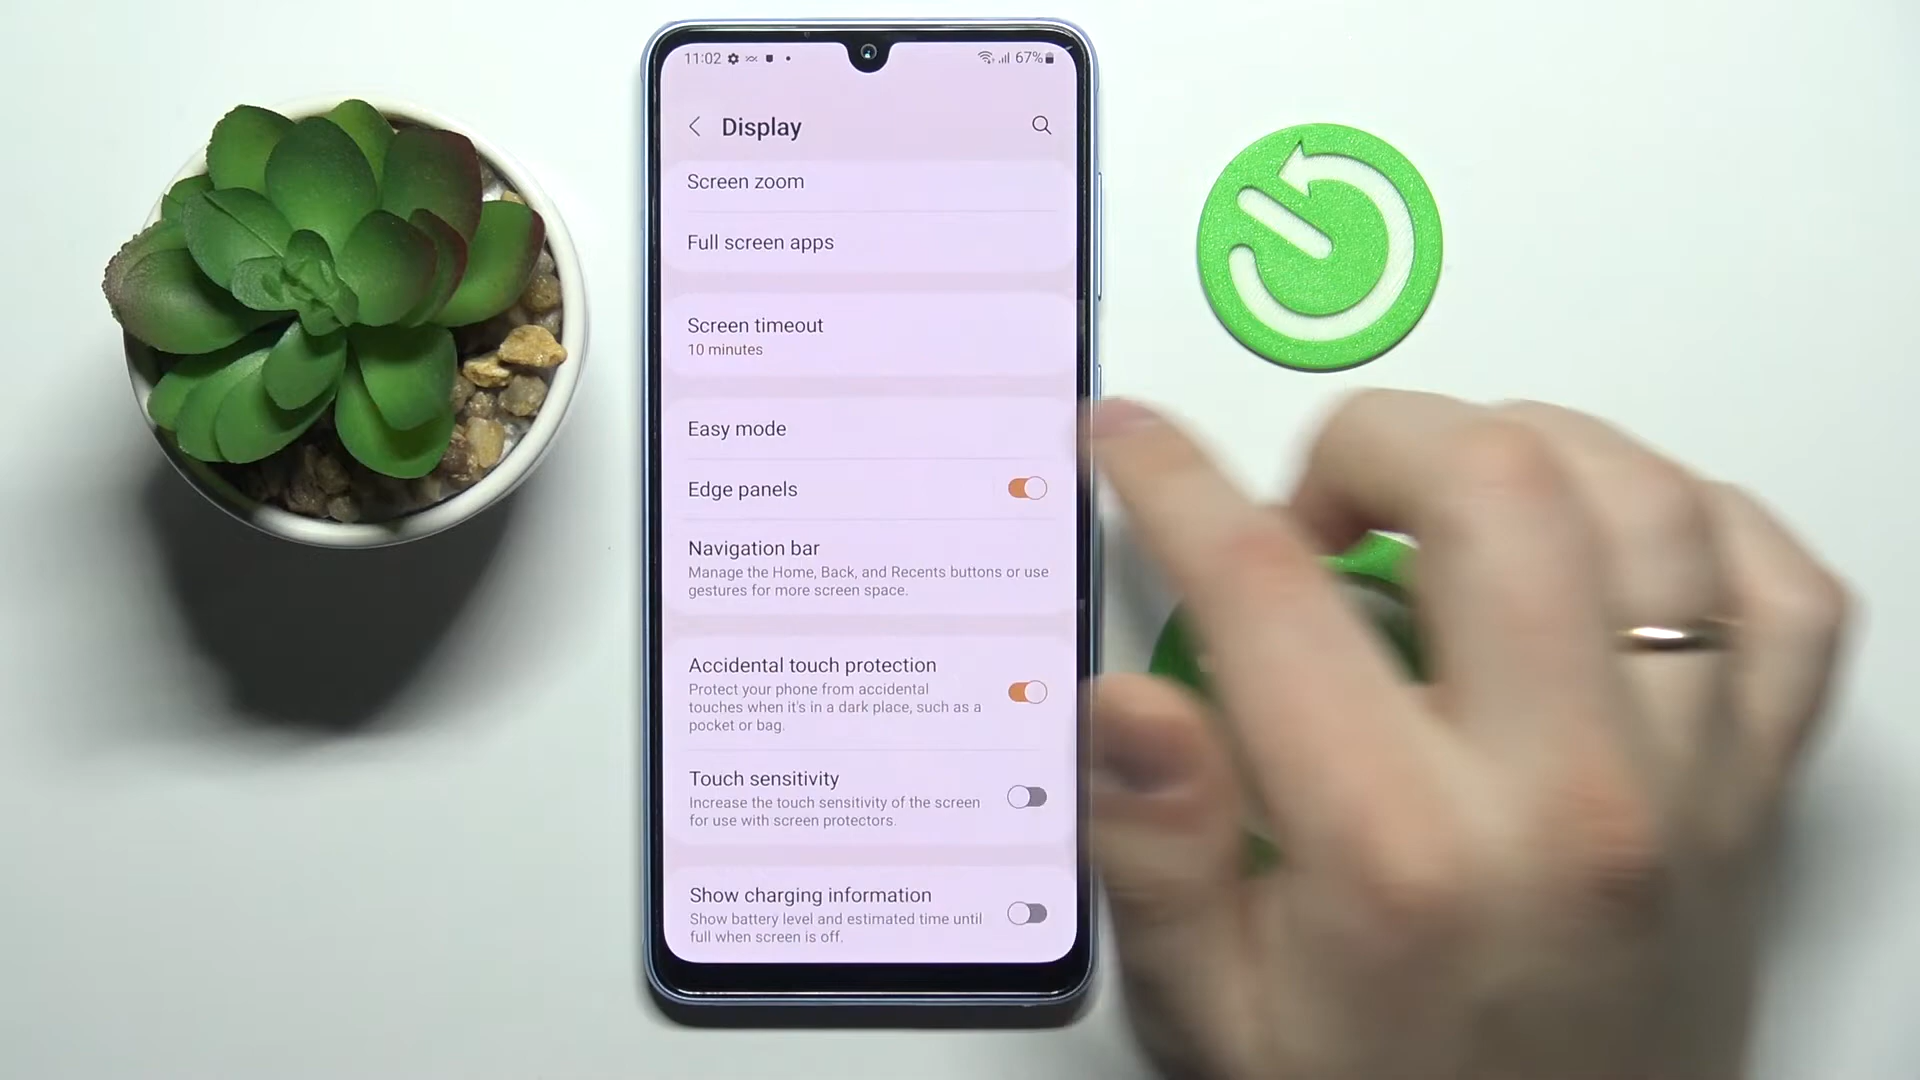 11:02
67%
Display
Screen zoom
Full screen apps
Screen timeout
10 minutes
Easy mode
Edge panels
Navigation bar
Manage the Home, Back, and Recents buttons or use
gestures for more screen space.
Accidental touch protection
Protect your phone from accidental
touches when it's in a dark place, such as a
pocket or bag.
Touch sensitivity
Increase the touch sensitivity of the screen
for use with screen protectors.
Show charging information
Show battery level and estimated time until
full when screen is off.